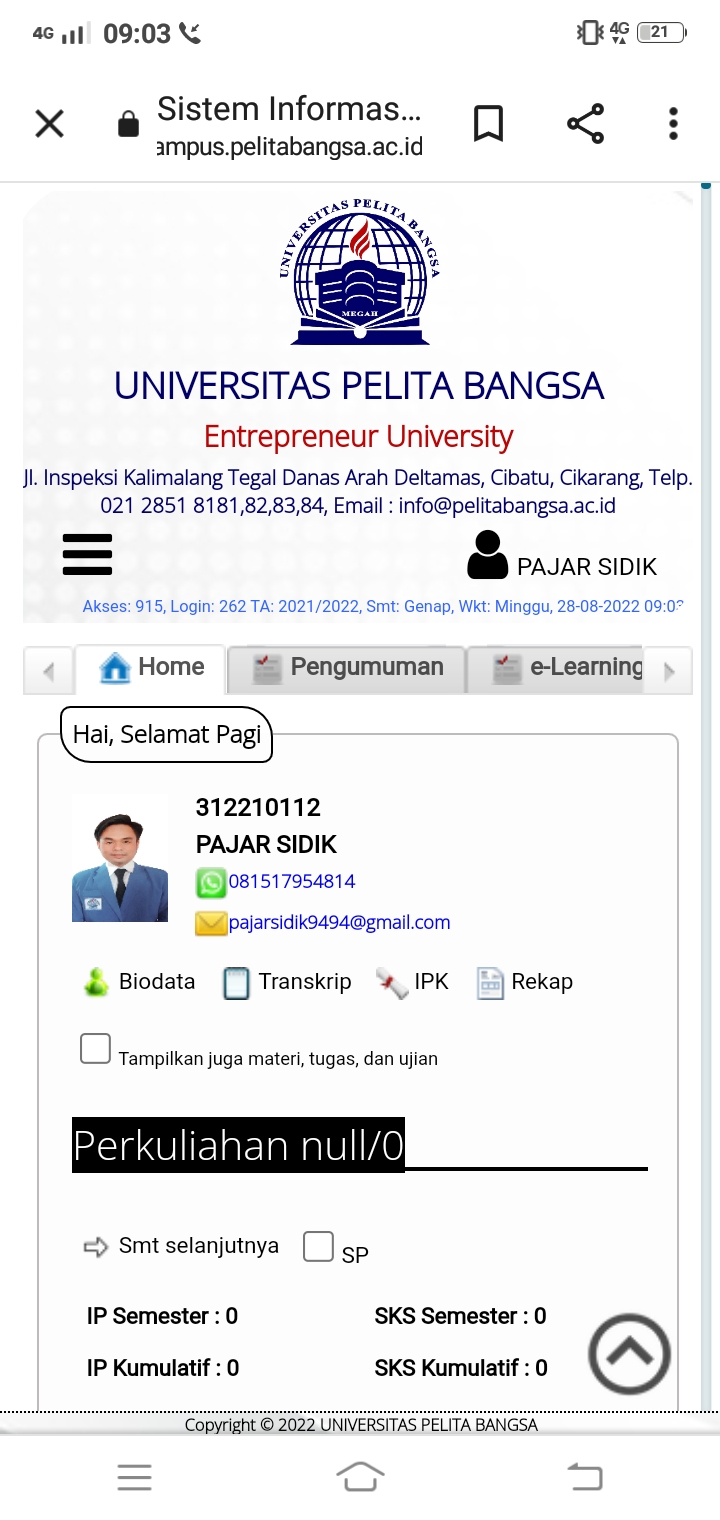 4G 09:03 4G 21
Sistem Informas...
ampus.pelitabangsa.ac.id
UNIVERSITAS PELITA BANGSA
MEGAH
UNIVERSITAS PELITA BANGSA
Entrepreneur University
Jl. Inspeksi Kalimalang Tegal Danas Arah Deltamas, Cibatu, Cikarang, Telp.
021 2851 8181,82,83,84, Email : info@pelitabangsa.ac.id
PAJAR SIDIK
Akses: 915, Login: 262 TA: 2021/2022, Smt: Genap, Wkt: Minggu, 28-08-2022 09:03
Home Pengumuman e-Learning
Hai, Selamat Pagi
312210112
PAJAR SIDIK
081517954814
pajarsidik9494@gmail.com
Biodata Transkrip IPK Rekap
Tampilkan juga materi, tugas, dan ujian
Perkuliahan null/0
Smt selanjutnya SP
IP Semester : 0 SKS Semester : 0
IP Kumulatif : 0 SKS Kumulatif : 0
Copyright © 2022 UNIVERSITAS PELITA BANGSA